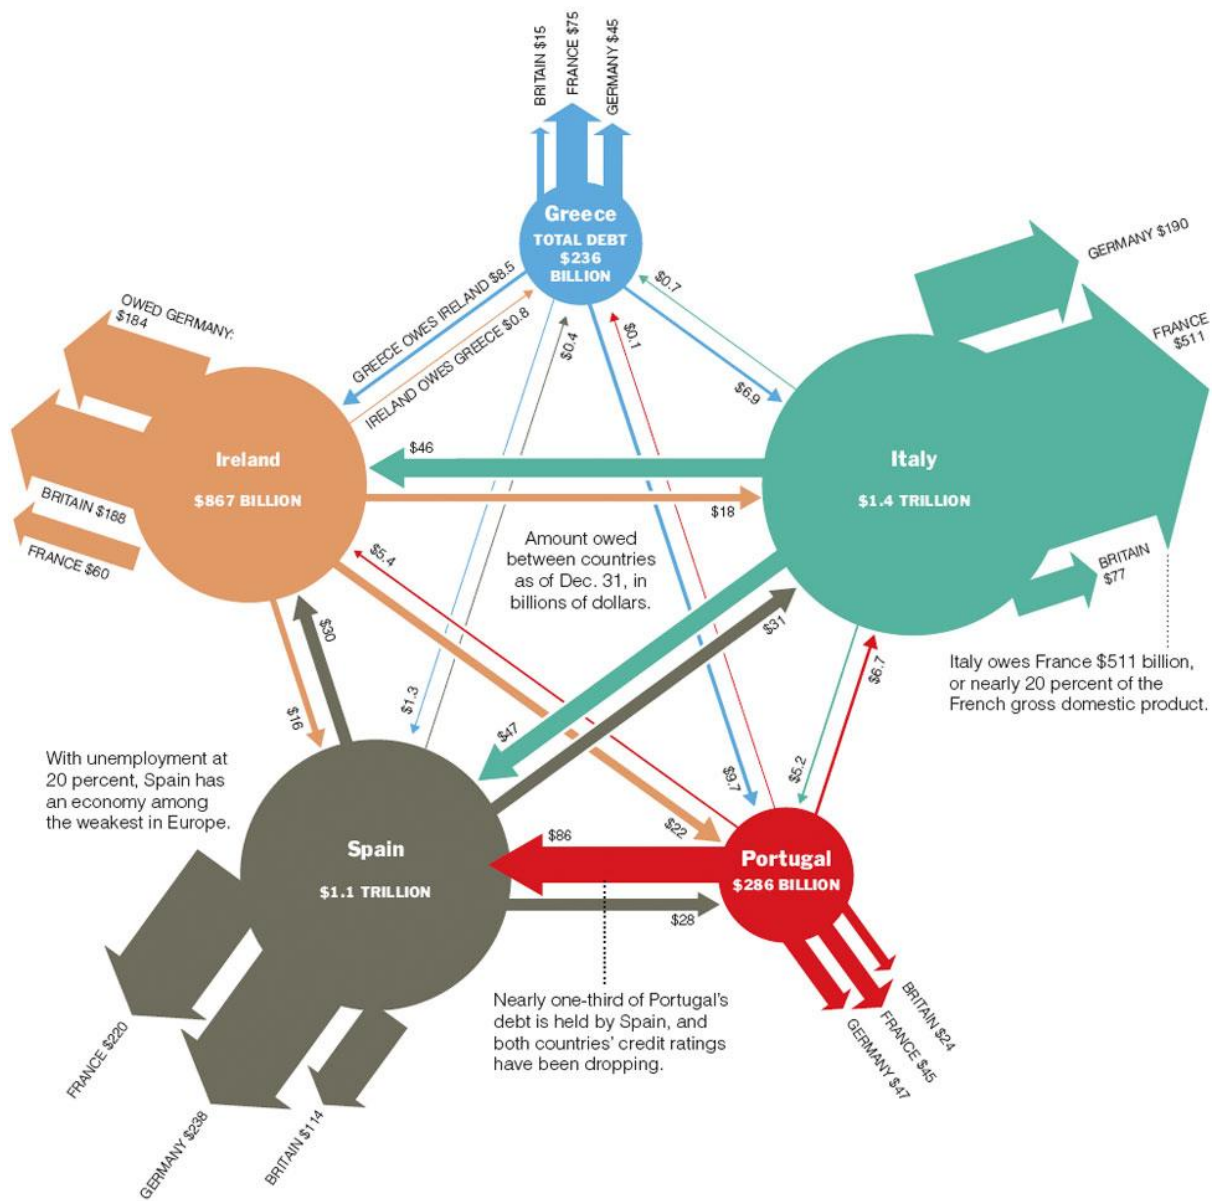 BRITAIN $15
FRANCE $75
GERMANY $45
Greece
TOTAL DEBT
$236
BILLION
GERMANY $190
FRANCE
$511
OWED GERMANY:
$184
GREECE OWES IRELAND $8.5
IRELAND OWES GREECE $0.8
$0.4
$0.1
$0.7
$6.9
Ireland
$867 BILLION
BRITAIN $188
FRANCE $60
$46
$18
Italy
$1.4 TRILLION
BRITAIN
$77
Amount owed
between countries
as of Dec. 31, in
billions of dollars.
$5.4
$30
$16
$1.3
$31
$47
$6.7
$5.2
$9.7
$22
Italy owes France $511 billion,
or nearly 20 percent of the
French gross domestic product.
With unemployment at
20 percent, Spain has
an economy among
the weakest in Europe.
Spain
$1.1 TRILLION
$86
$28
Portugal
$286 BILLION
Nearly one-third of Portugal's
debt is held by Spain, and
both countries' credit ratings
have been dropping.
FRANCE $220
GERMANY $238
BRITAIN $114
BRITAIN $24
FRANCE $45
GERMANY $47